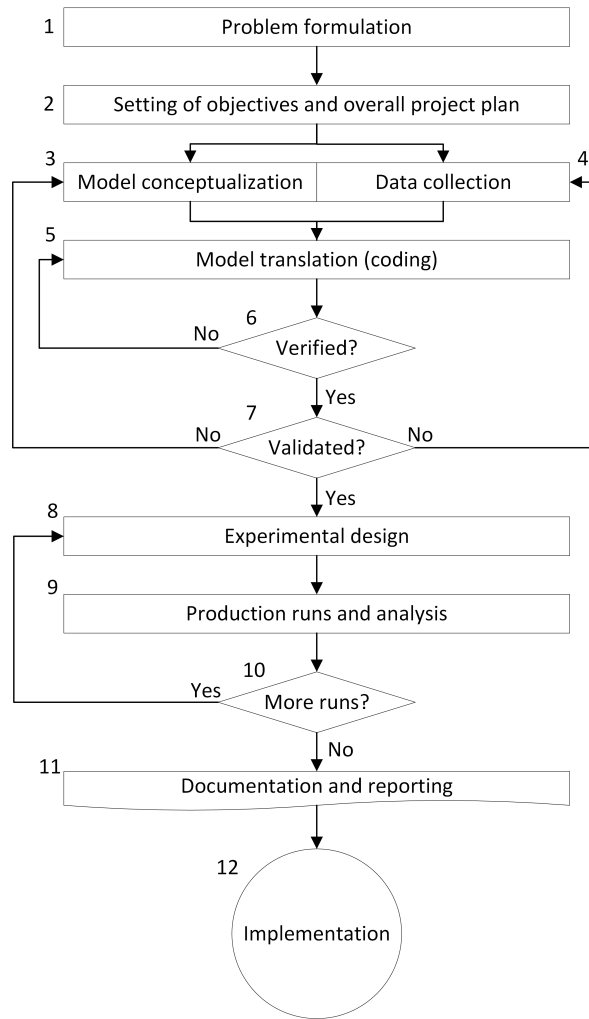 1
Problem formulation
2
Setting of objectives and overall project plan
3
4
Model conceptualization
Data collection
5
Model translation (coding)
6
No
Verified?
Yes
7
No
No
Validated?
Yes
8
Experimental design
9
Production runs and analysis
10
Yes
More runs?
No
11
Documentation and reporting
12
Implementation